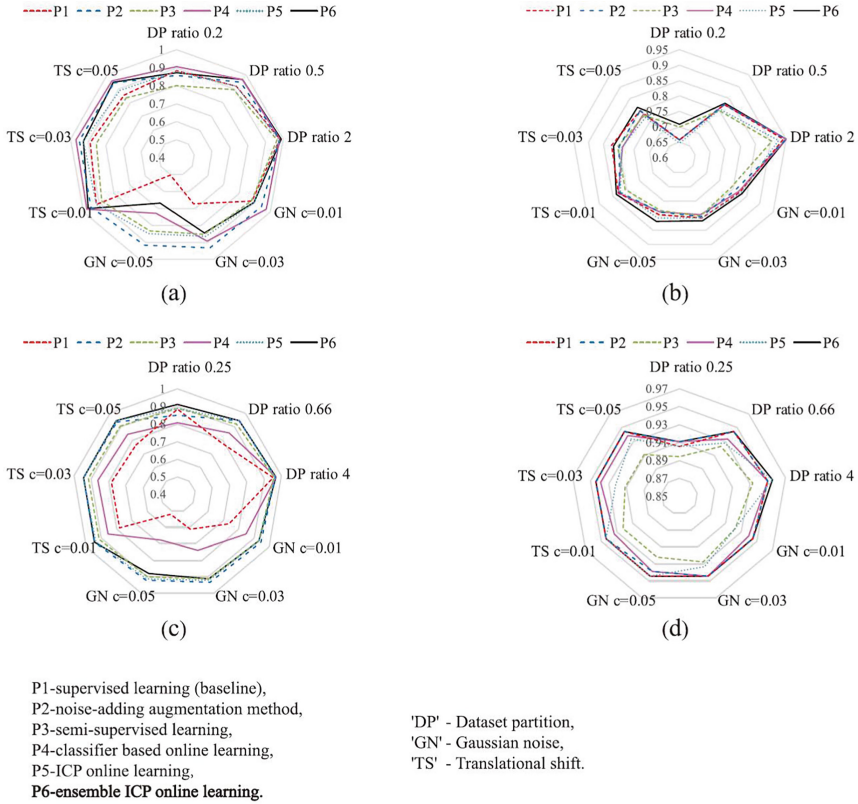 P1 P2 P3 P4 P5 P6
DP ratio 0.2
DP ratio 0.5
DP ratio 2
GN c=0.01
GN c=0.03
GN c=0.05
TS c=0.01
TS c=0.03
TS c=0.05
1
0.9
0.8
0.7
0.6
0.5
0.4
(a)
P1 P2 P3 P4 P5 P6
DP ratio 0.2
DP ratio 0.5
DP ratio 2
GN c=0.01
GN c=0.03
GN c=0.05
TS c=0.01
TS c=0.03
TS c=0.05
0.95
0.9
0.85
0.8
0.75
0.7
0.65
0.6
(b)
P1 P2 P3 P4 P5 P6
DP ratio 0.25
DP ratio 0.66
DP ratio 4
GN c=0.01
GN c=0.03
GN c=0.05
TS c=0.01
TS c=0.03
TS c=0.05
1
0.9
0.8
0.7
0.6
0.5
0.4
(c)
P1 P2 P3 P4 P5 P6
DP ratio 0.25
DP ratio 0.66
DP ratio 4
GN c=0.01
GN c=0.03
GN c=0.05
TS c=0.01
TS c=0.03
TS c=0.05
0.97
0.95
0.93
0.91
0.89
0.87
0.85
(d)
P1-supervised learning (baseline),
P2-noise-adding augmentation method,
P3-semi-supervised learning,
P4-classifier based online learning,
P5-ICP online learning,
P6-ensemble ICP online learning.
'DP' - Dataset partition,
'GN' - Gaussian noise,
'TS' - Translational shift.